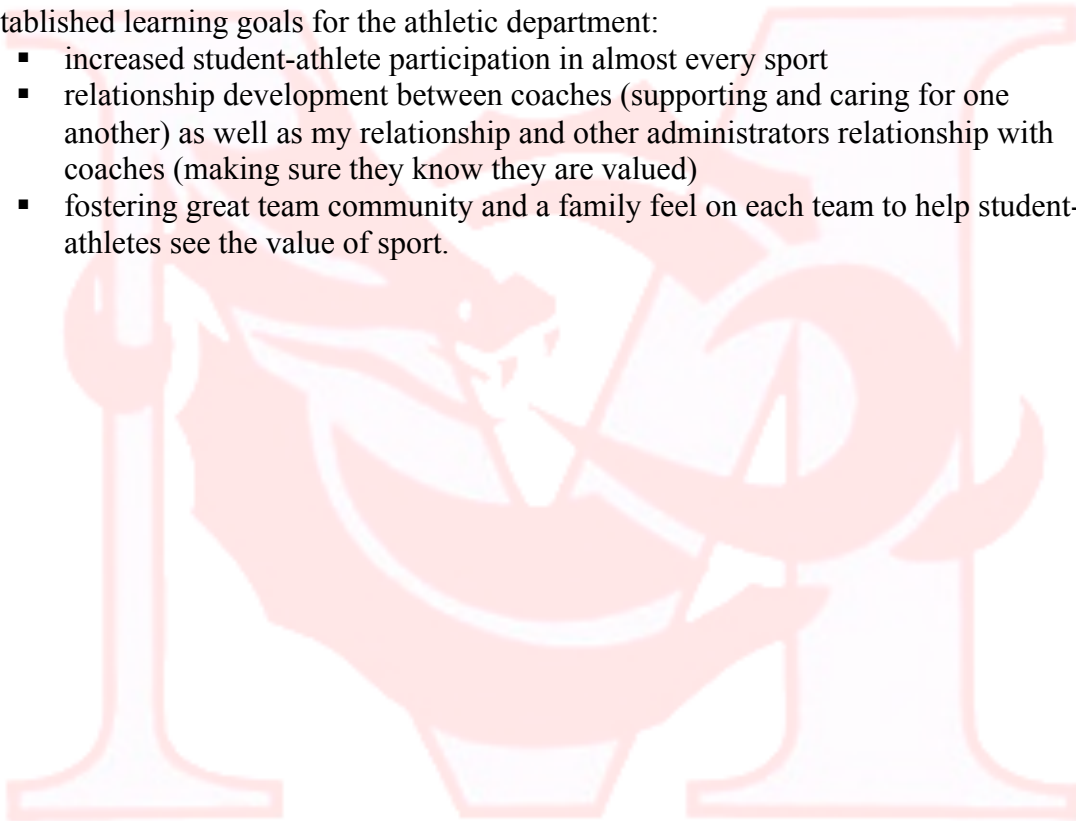 tablished learning goals for the athletic department:
▪ increased student-athlete participation in almost every sport
▪ relationship development between coaches (supporting and caring for one
another) as well as my relationship and other administrators relationship with
coaches (making sure they know they are valued)
▪ fostering great team community and a family feel on each team to help student-
athletes see the value of sport.